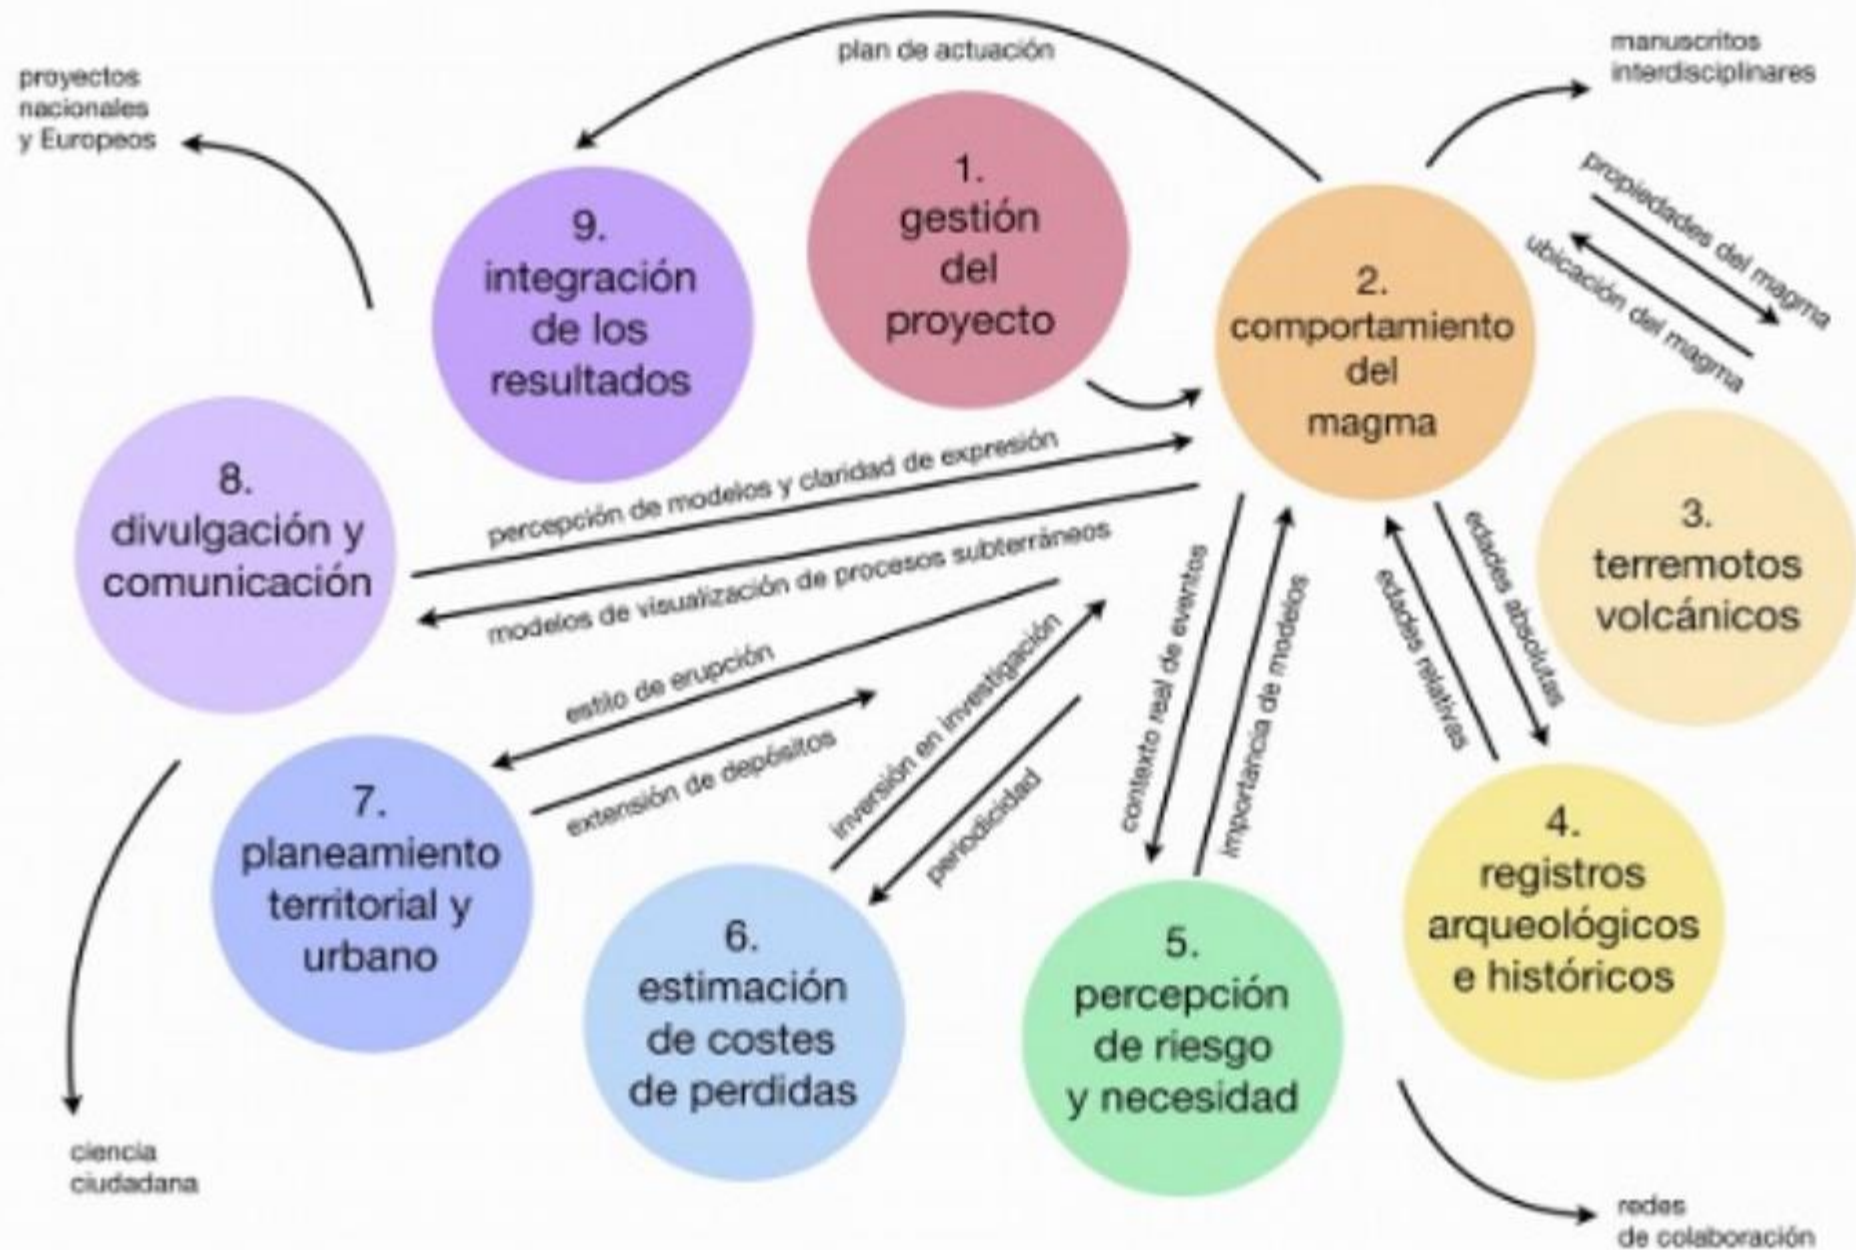 plan de actuación
manuscritos
interdisciplinares
proyectos
nacionales
y Europeos
1.
gestión
del
proyecto
9.
integración
de los
resultados
2.
comportamiento
del
magma
propiedades del magma
ubicación del magma
8.
divulgación y
comunicación
percepción de modelos y claridad de expresión
modelos de visualización de procesos subterráneos
3.
terremotos
volcánicos
estilo de erupción
extensión de depósitos
inversión en investigación
periodicidad
contexto real de eventos
importancia de modelos
edades relativas
edades absolutas
7.
planeamiento
territorial y
urbano
6.
estimación
de costes
de perdidas
5.
percepción
de riesgo
y necesidad
4.
registros
arqueológicos
e históricos
ciencia
ciudadana
redes
de colaboración